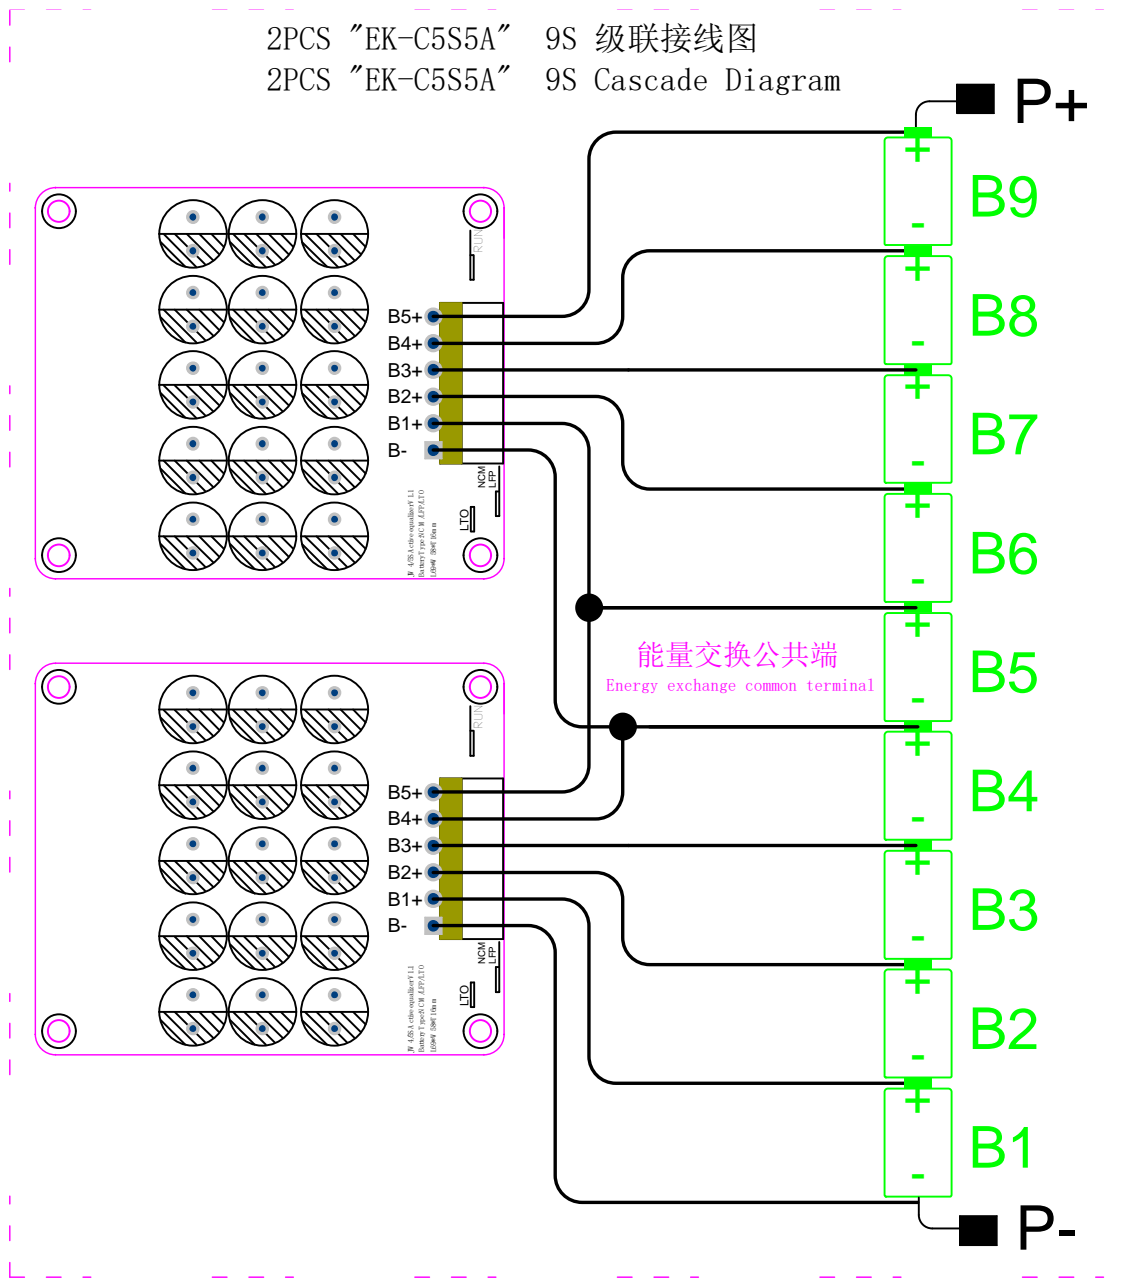 2PCS "EK-C5S5A" 9S 级联接线图
2PCS "EK-C5S5A" 9S Cascade Diagram
P+
B9
B8
B7
B6
B5
B4
B3
B2
B1
P-
RUN
B5+
B4+
B3+
B2+
B1+
B-
NCM
LFP
LTO
能量交换公共端
Energy exchange common terminal
RUN
B5+
B4+
B3+
B2+
B1+
B-
NCM
LFP
LTO